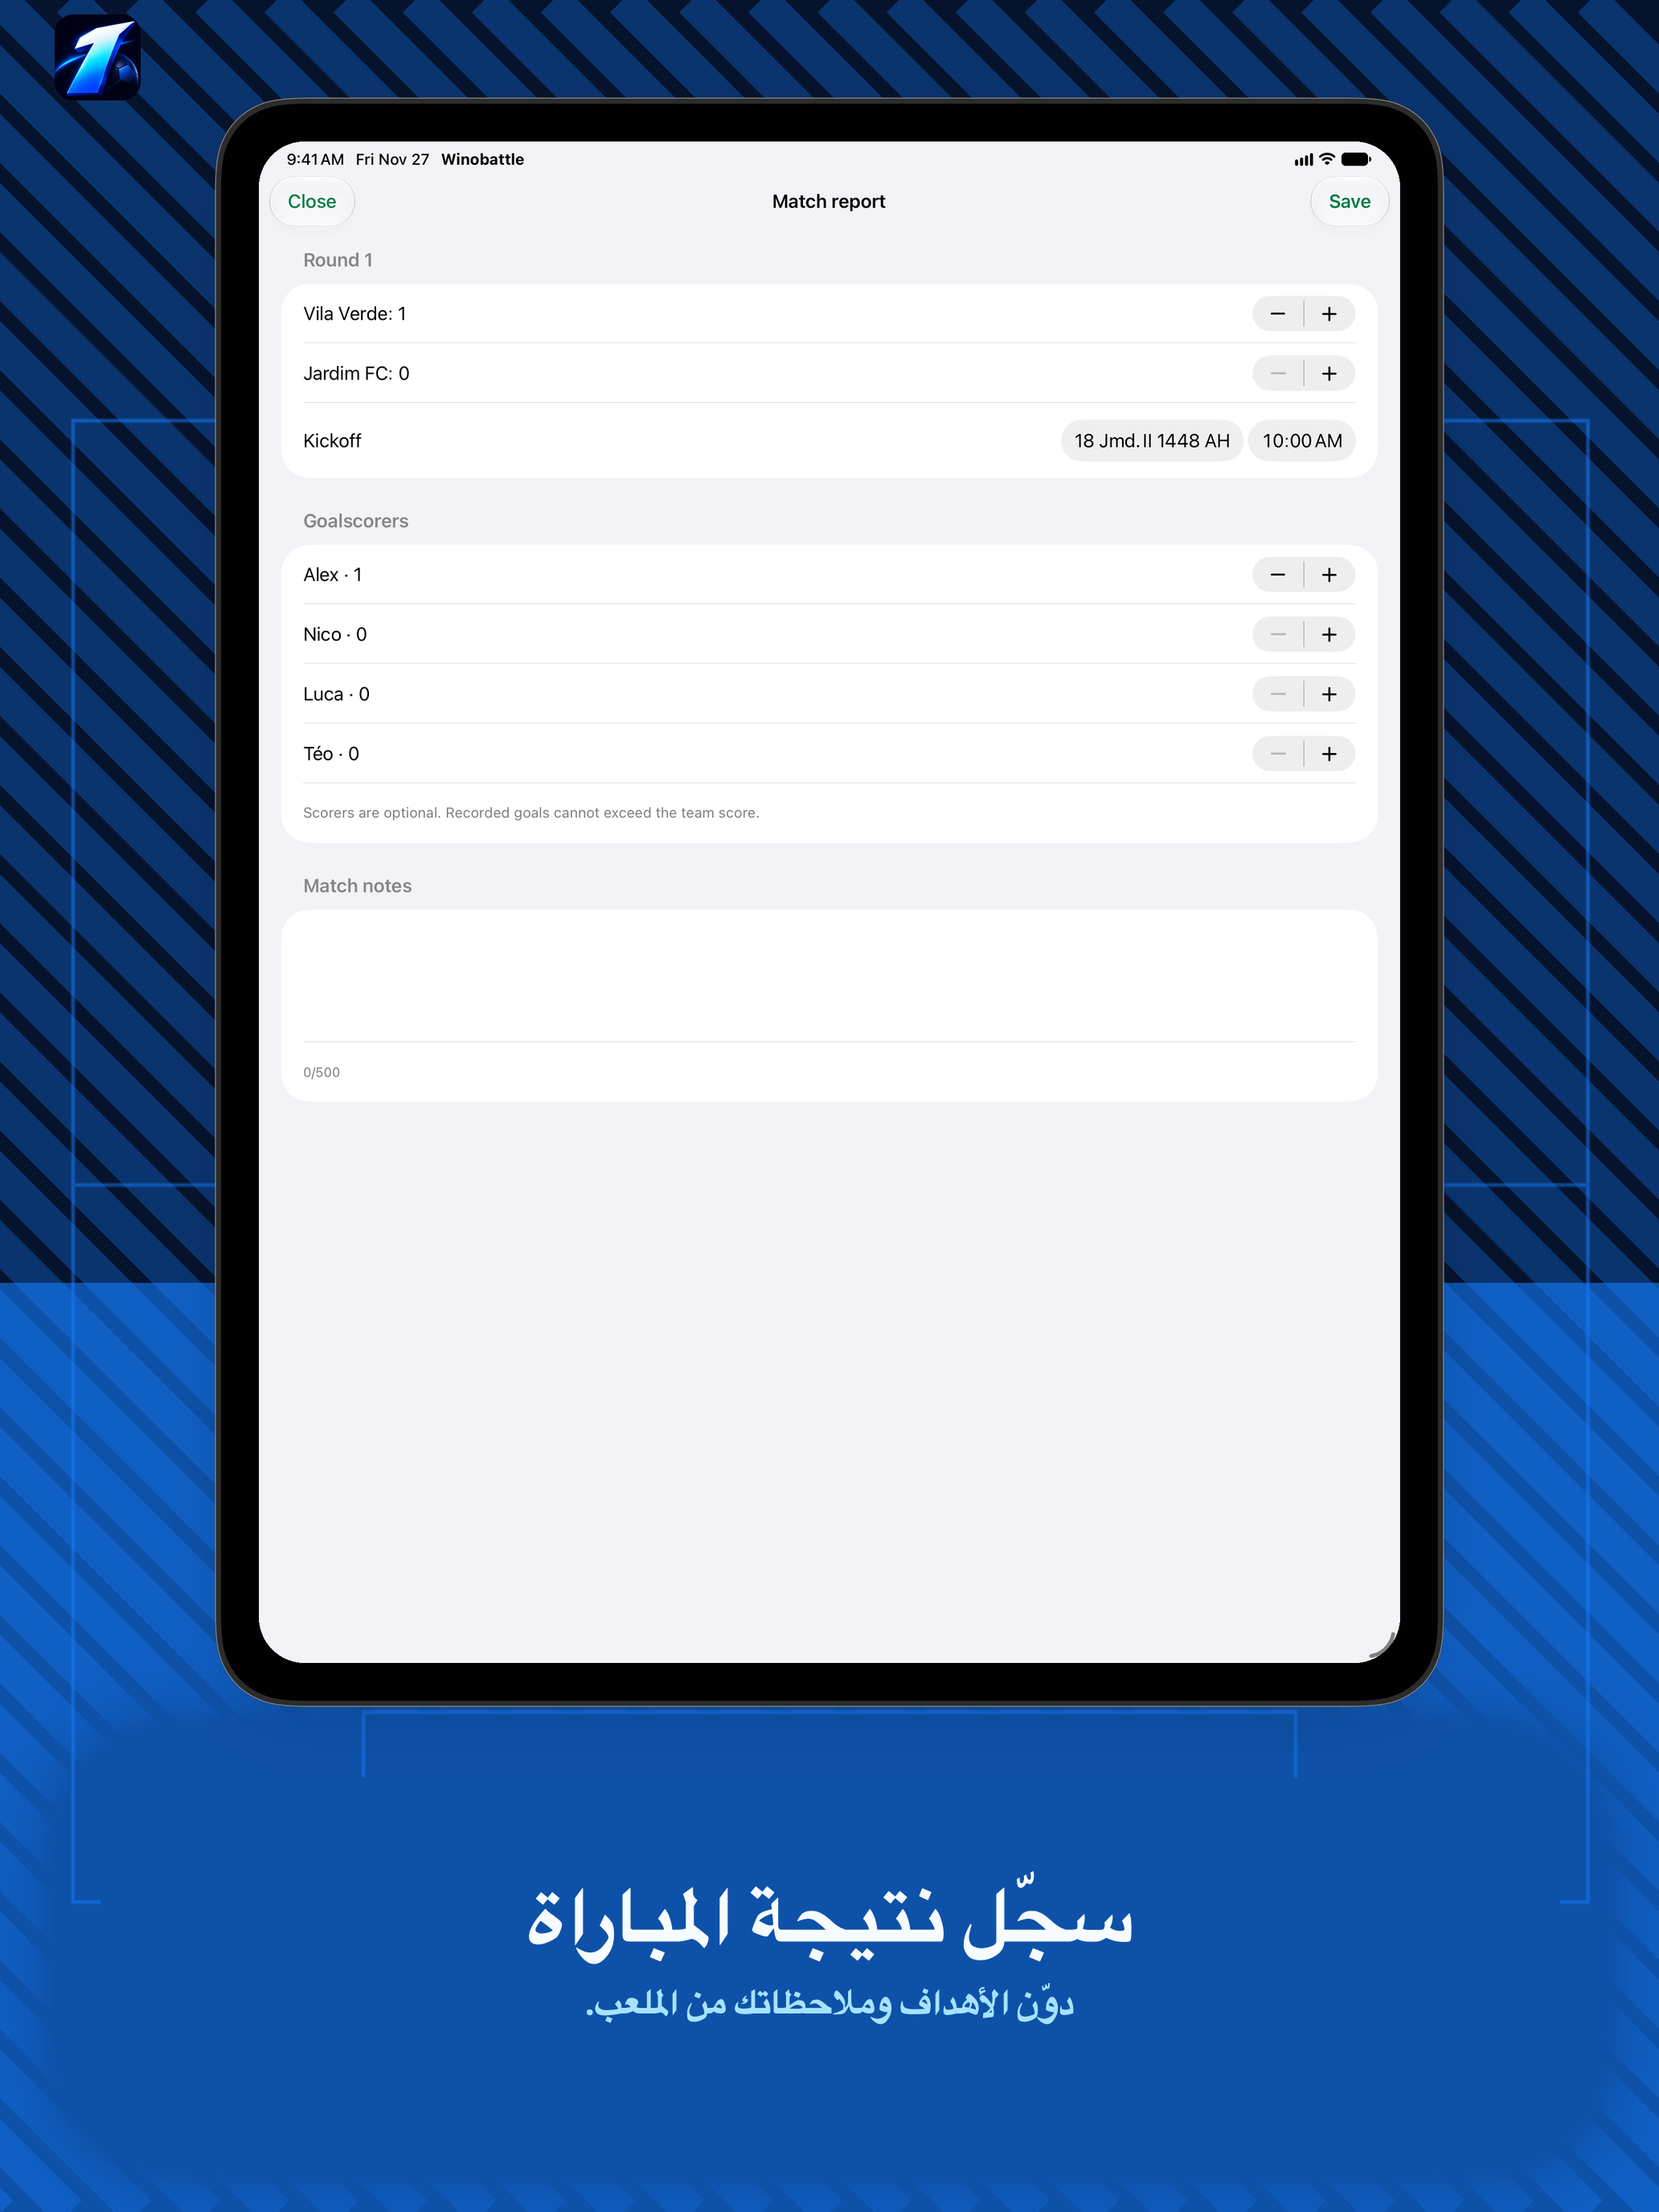 9:41 AM Fri Nov 27 Winobattle
Close Match report Save
Round 1
Vila Verde: 1
Jardim FC: 0
Kickoff 18 Jmd. II 1448 AH 10:00 AM
Goalscorers
Alex · 1
Nico · 0
Luca · 0
Téo · 0
Scorers are optional. Recorded goals cannot exceed the team score.
Match notes
0/500
سجّل نتيجة المباراة
دوّن الأهداف وملاحظاتك من الملعب.